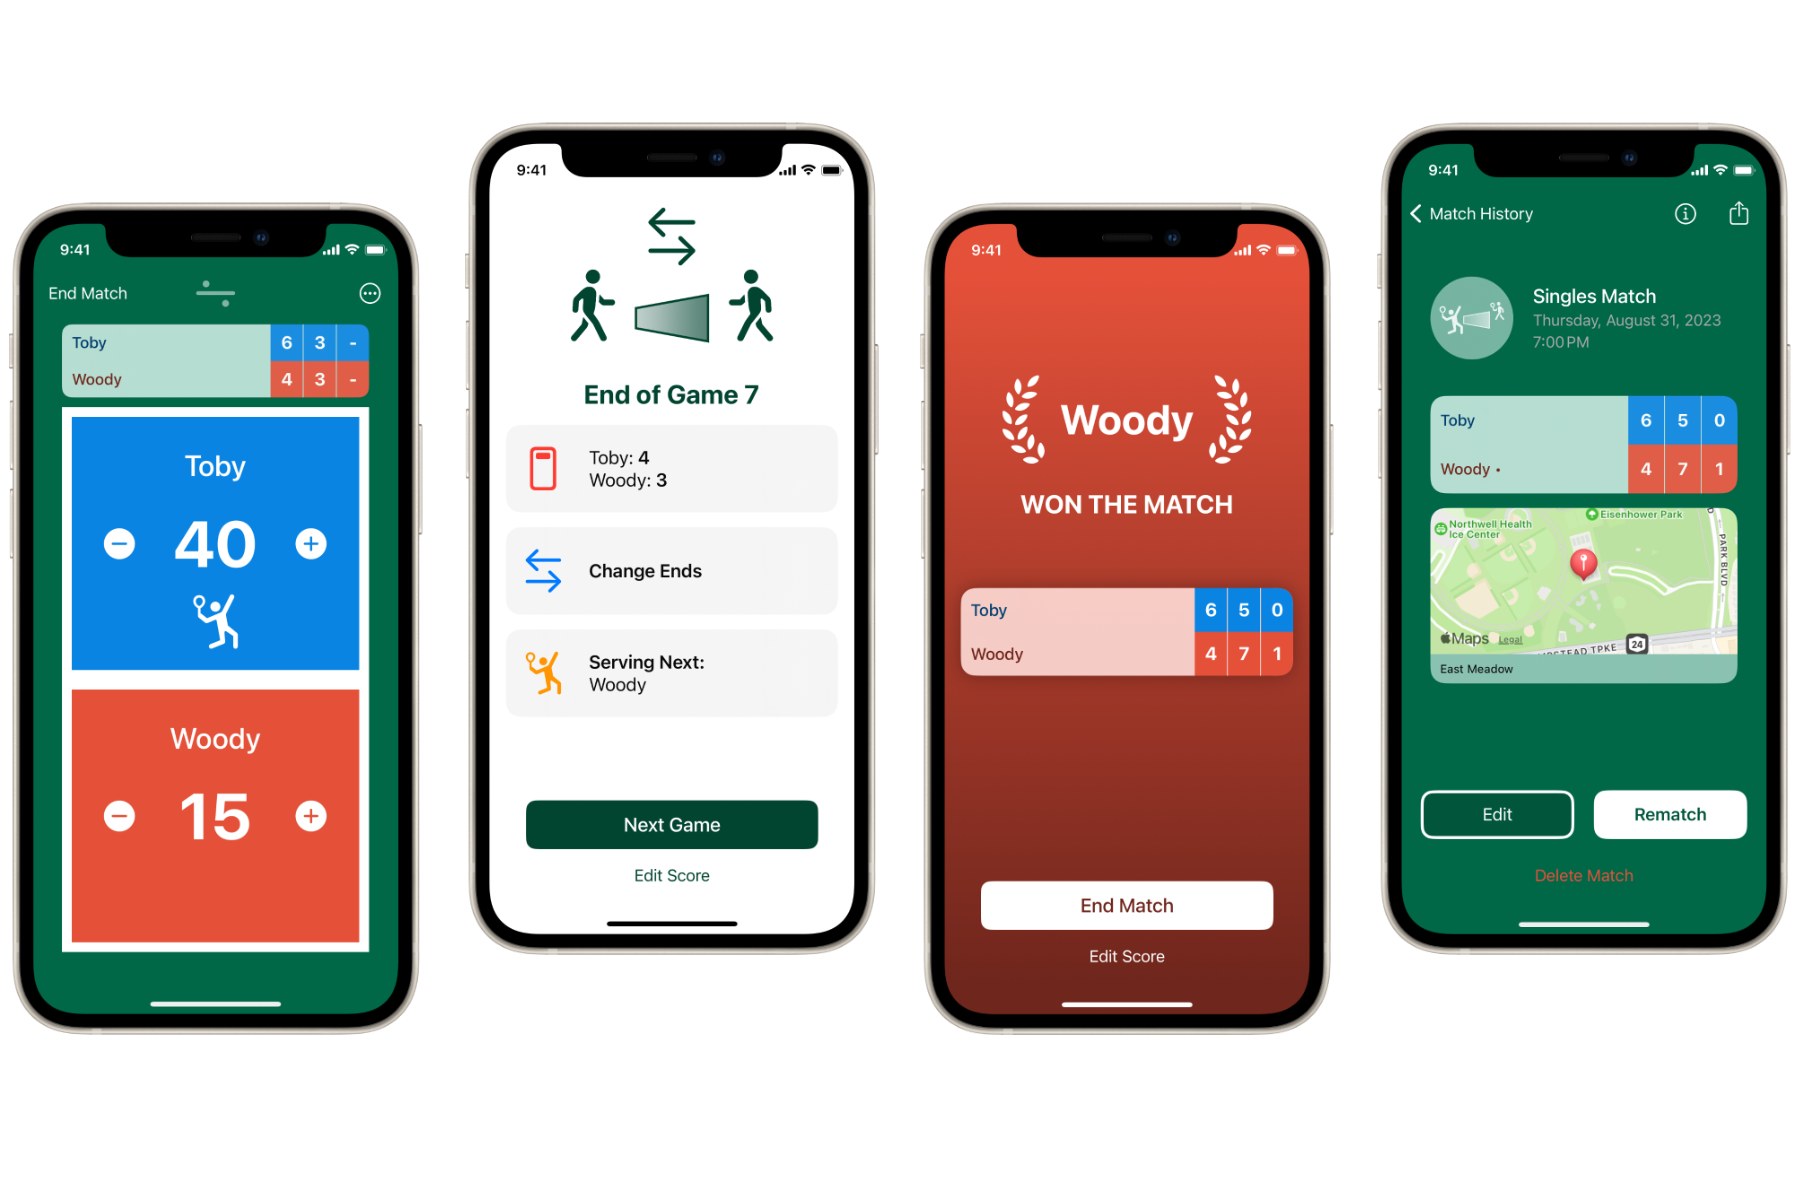 9:41
End Match
Toby 6 3 -
Woody 4 3 -
Toby
40
Woody
15
9:41
End of Game 7
Toby: 4
Woody: 3
Change Ends
Serving Next:
Woody
Next Game
Edit Score
9:41
Woody
WON THE MATCH
Toby 6 5 0
Woody 4 7 1
End Match
Edit Score
9:41
Match History
Singles Match
Thursday, August 31, 2023
7:00 PM
Toby 6 5 0
Woody • 4 7 1
Eisenhower Park
Northwell Health
Ice Center
PARK BLVD
Maps Legal
24
TPKE
East Meadow
Edit
Rematch
Delete Match